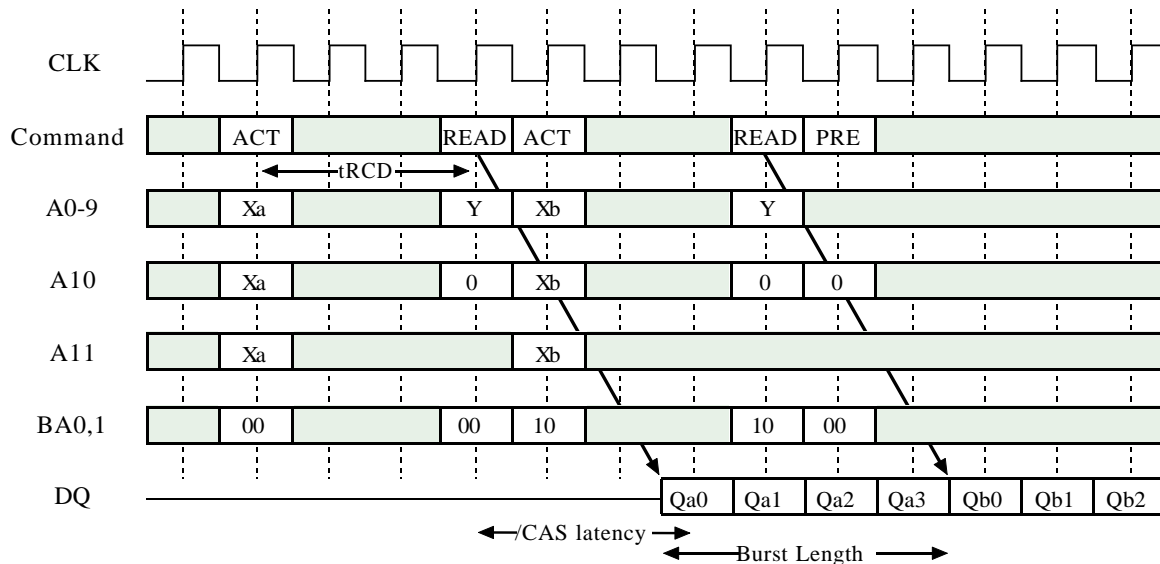 CLK
Command ACT READ ACT READ PRE
tRCD
A0-9 Xa Y Xb Y
A10 Xa 0 Xb 0 0
A11 Xa Xb
BA0,1 00 00 10 10 00
DQ Qa0 Qa1 Qa2 Qa3 Qb0 Qb1 Qb2
/CAS latency
Burst Length